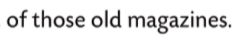 of those old magazines.